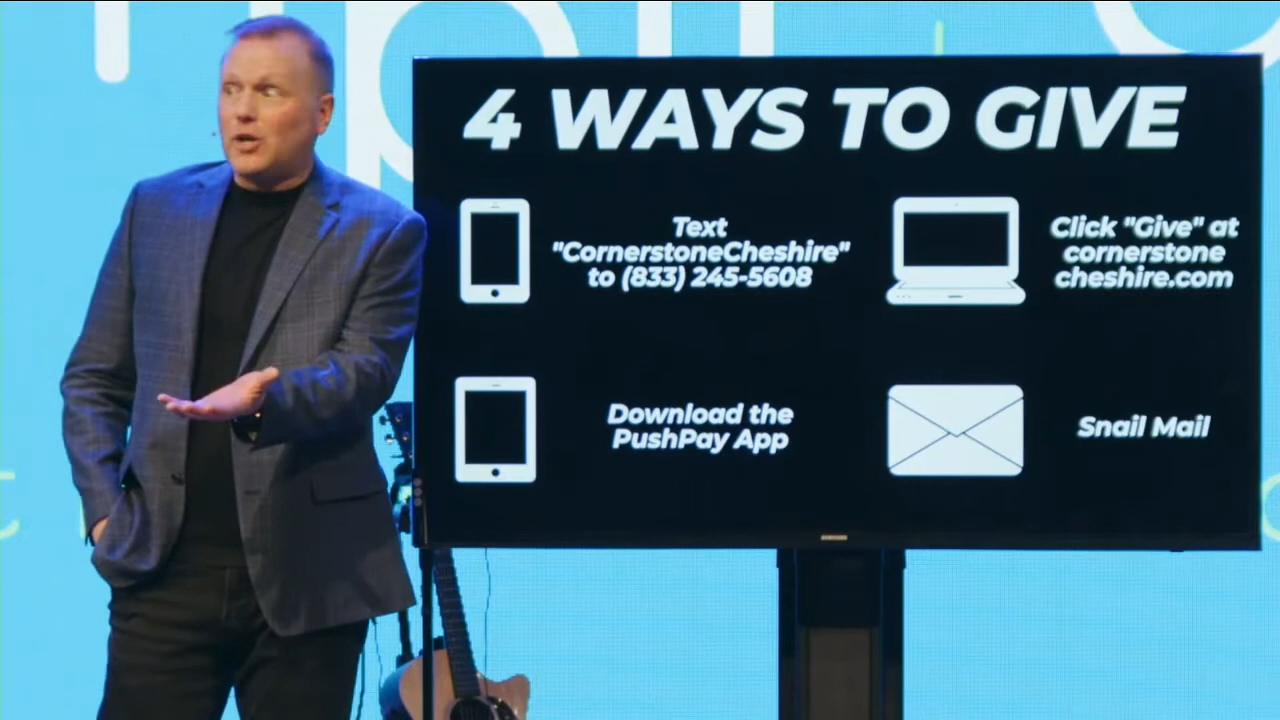 4 WAYS TO GIVE
Text
"CornerstoneCheshire"
to (833) 245-5608
Click "Give" at
cornerstone
cheshire.com
Download the
PushPay App
Snail Mail
SAMSUNG